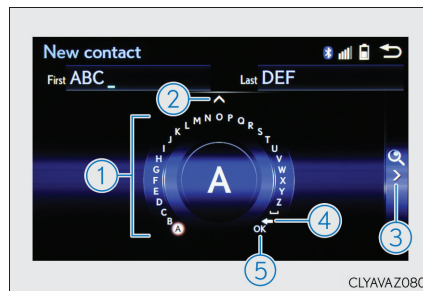 New contact
First ABC_ Last DEF
2
J K L M N O P Q R S T
I U
H V
G W
F X
E Y
D Z
C
B
A
A
OK
1
3
4
5
CLYAVAZ080